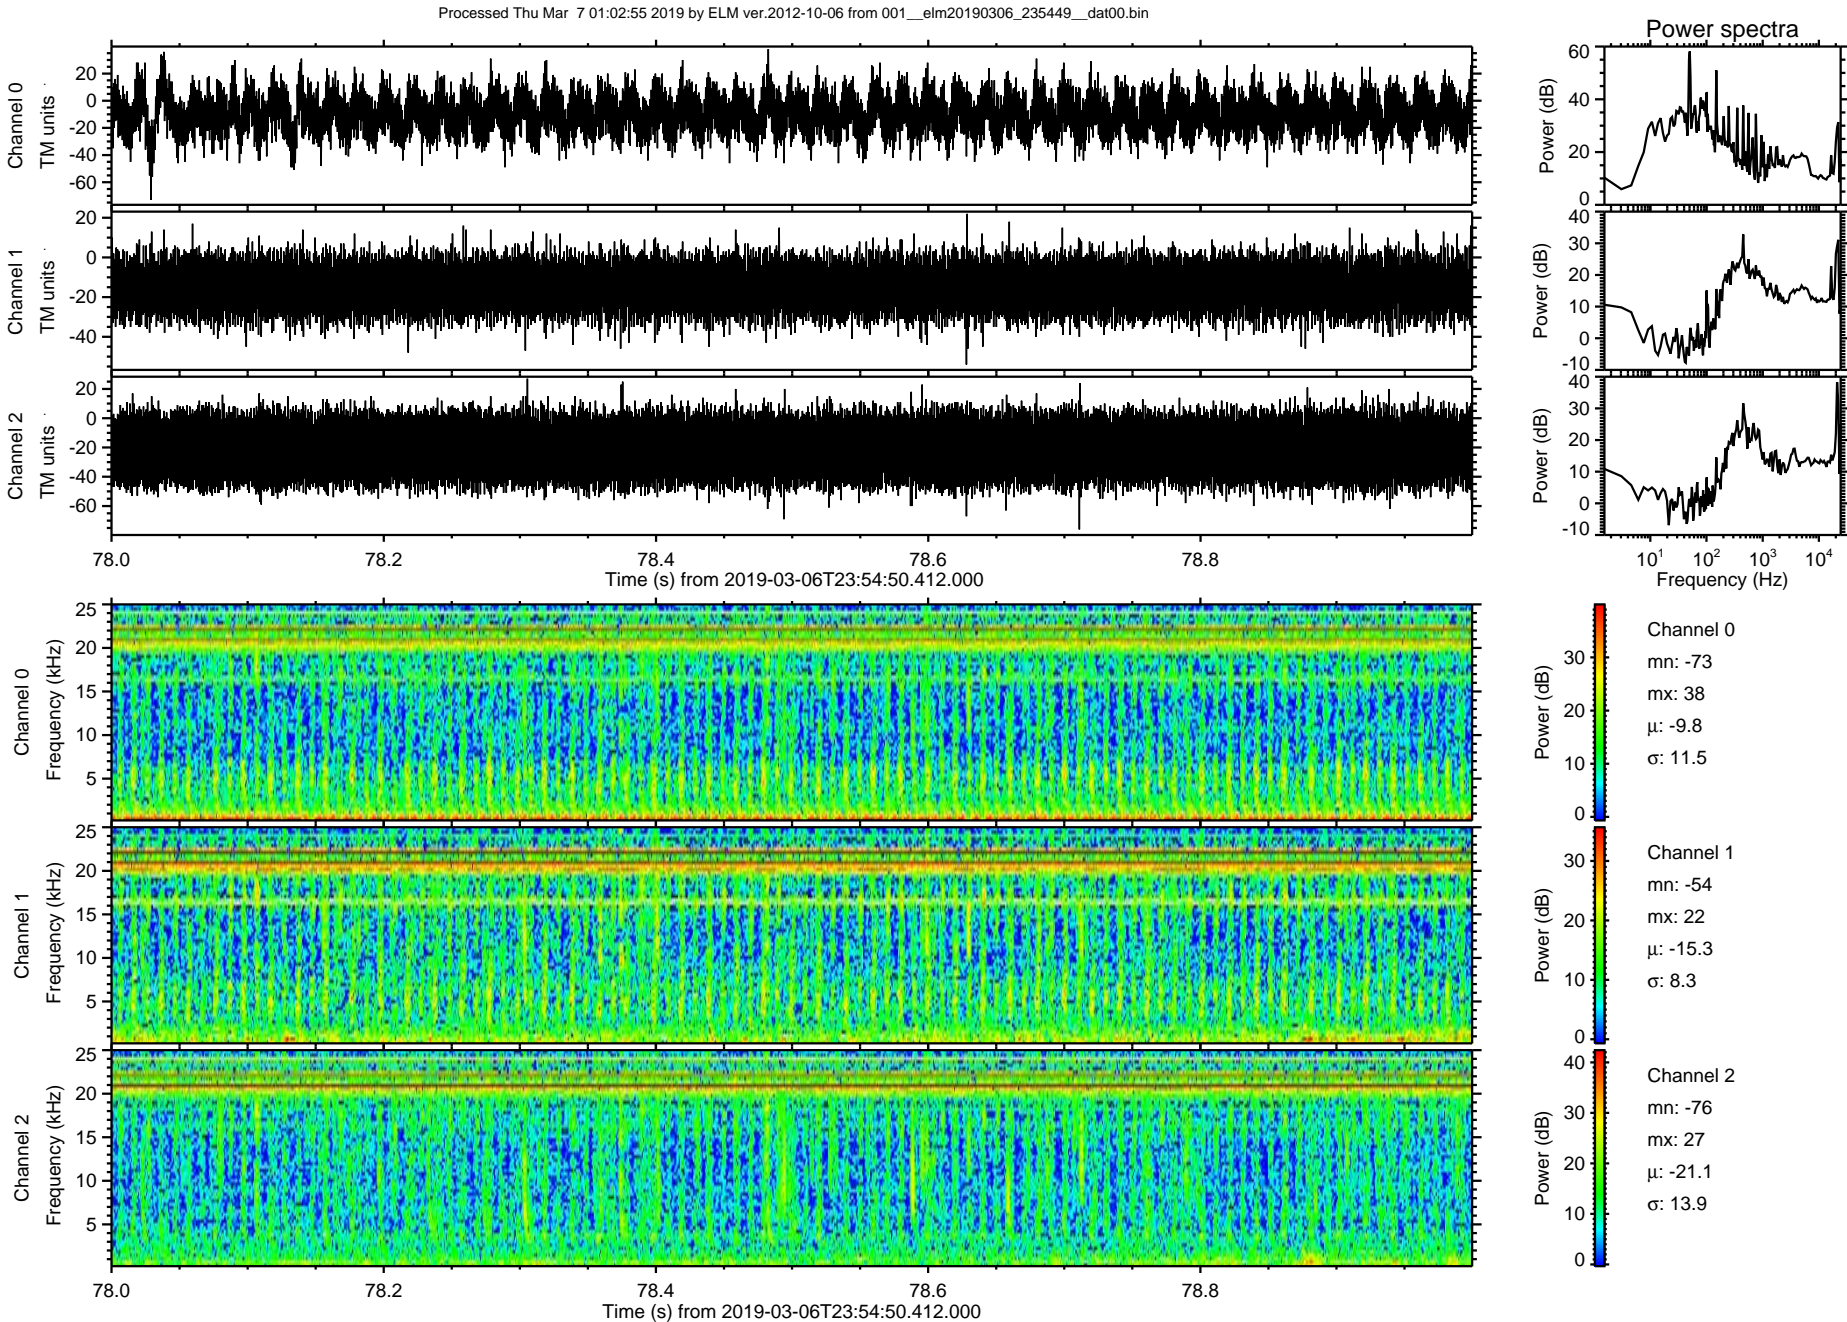 Processed Thu Mar  7 01:02:55 2019 by ELM ver.2012-10-06 from 001__elm20190306_235449__dat00.bin
Power spectra
Channel 0
TM units
20
0
-20
-40
-60
Power (dB)
60
40
20
0
Channel 1
TM units
20
0
-20
-40
Power (dB)
40
30
20
10
0
-10
Channel 2
TM units
20
0
-20
-40
-60
Power (dB)
40
30
20
10
0
-10
78.0 78.2 78.4 78.6 78.8
Time (s) from 2019-03-06T23:54:50.412.000
10^1 10^2 10^3 10^4
Frequency (Hz)
Channel 0
Frequency (kHz)
25
20
15
10
5
Power (dB)
30
20
10
0
Channel 0
mn: -73
mx: 38
μ: -9.8
σ: 11.5
Channel 1
Frequency (kHz)
25
20
15
10
5
Power (dB)
30
20
10
0
Channel 1
mn: -54
mx: 22
μ: -15.3
σ: 8.3
Channel 2
Frequency (kHz)
25
20
15
10
5
Power (dB)
40
30
20
10
0
Channel 2
mn: -76
mx: 27
μ: -21.1
σ: 13.9
78.0 78.2 78.4 78.6 78.8
Time (s) from 2019-03-06T23:54:50.412.000